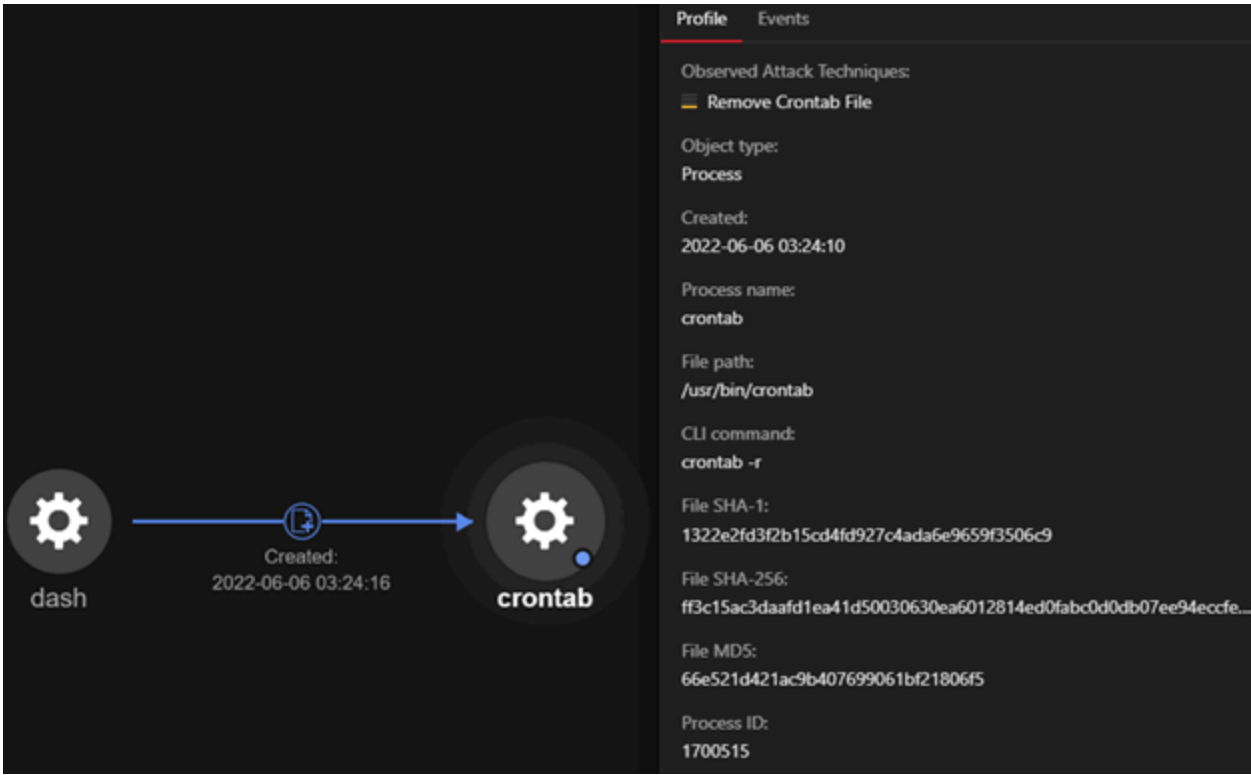 Profile Events
Observed Attack Techniques:
Remove Crontab File
Object type:
Process
Created:
2022-06-06 03:24:10
Process name:
crontab
File path:
/usr/bin/crontab
CLI command:
crontab -r
File SHA-1:
1322e2fd3f2b15cd4fd927c4ada6e9659f3506c9
File SHA-256:
ff3c15ac3daafd1ea41d50030630ea6012814ed0fabc0d0db07ee94eccfe...
File MD5:
66e521d421ac9b407699061bf21806f5
Process ID:
1700515
dash
Created:
2022-06-06 03:24:16
crontab